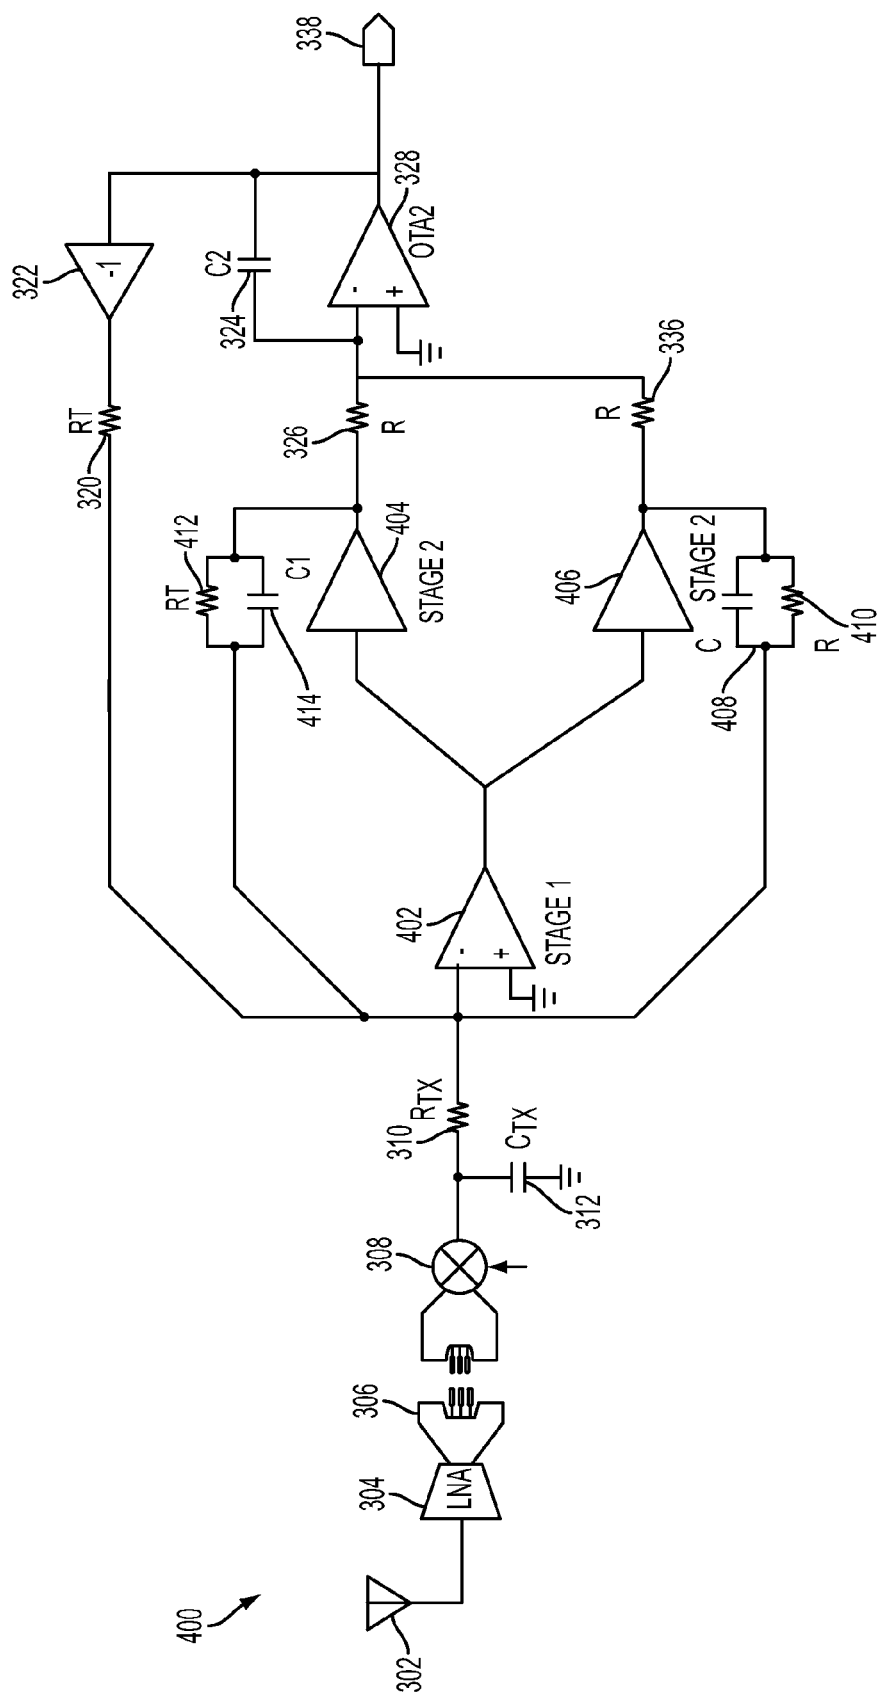 400
302
304
LNA
306
308
312
CTX
310
RTX
402
-
+
STAGE 1
414
C1
RT
412
404
STAGE 2
406
STAGE 2
C
408
R
410
320
RT
322
-1
326
R
R
336
324
C2
-
+
OTA2
328
338